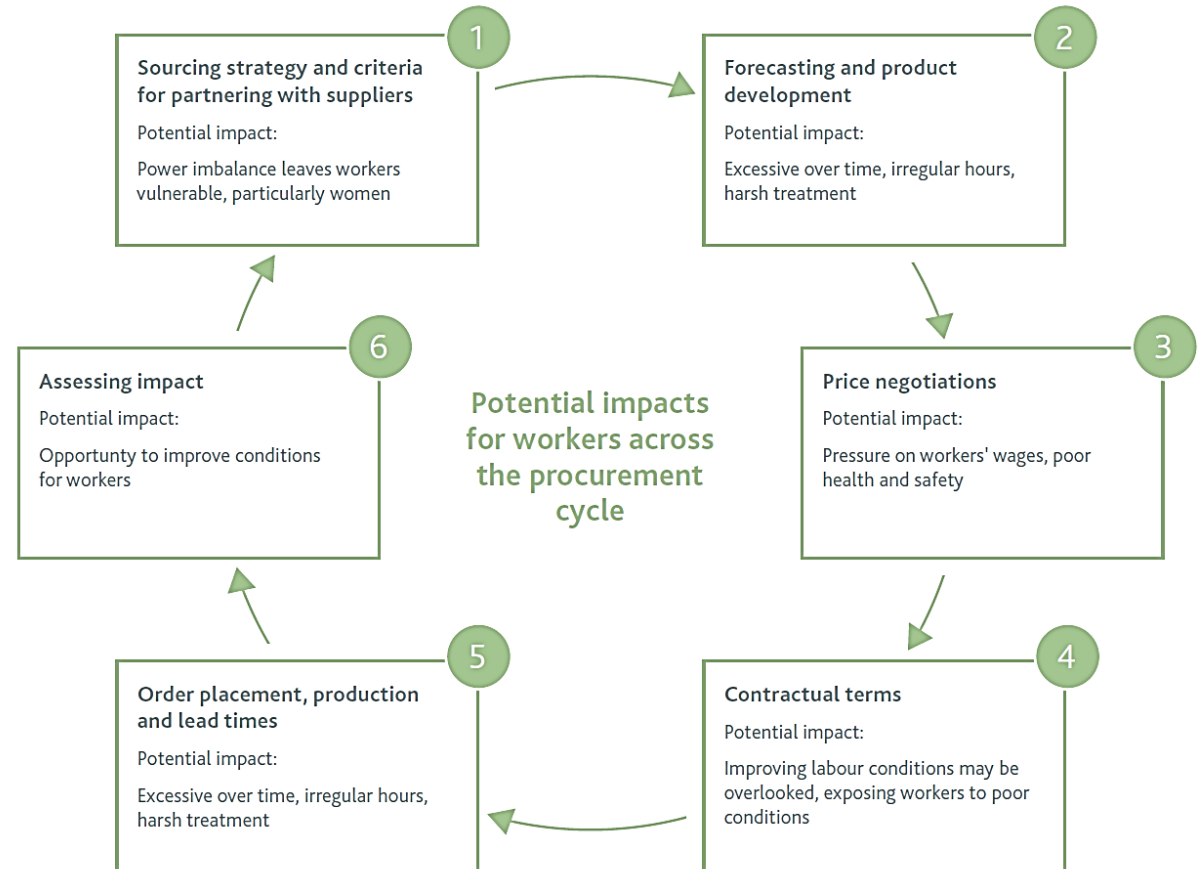 1
Sourcing strategy and criteria
for partnering with suppliers
Potential impact:
Power imbalance leaves workers
vulnerable, particularly women
2
Forecasting and product
development
Potential impact:
Excessive over time, irregular hours,
harsh treatment
3
Price negotiations
Potential impact:
Pressure on workers' wages, poor
health and safety
4
Contractual terms
Potential impact:
Improving labour conditions may be
overlooked, exposing workers to poor
conditions
5
Order placement, production
and lead times
Potential impact:
Excessive over time, irregular hours,
harsh treatment
6
Assessing impact
Potential impact:
Opportunty to improve conditions
for workers
Potential impacts
for workers across
the procurement
cycle